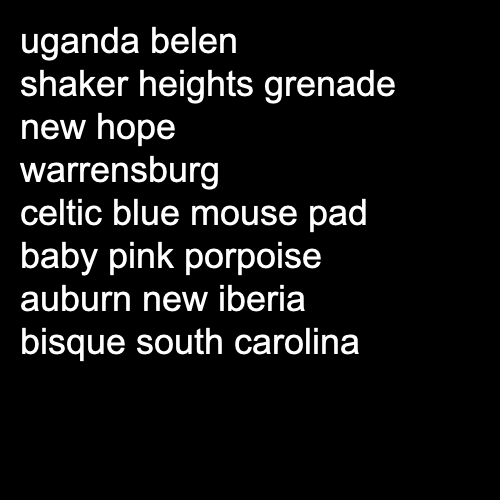 uganda belen
shaker heights grenade
new hope
warrensburg
celtic blue mouse pad
baby pink porpoise
auburn new iberia
bisque south carolina